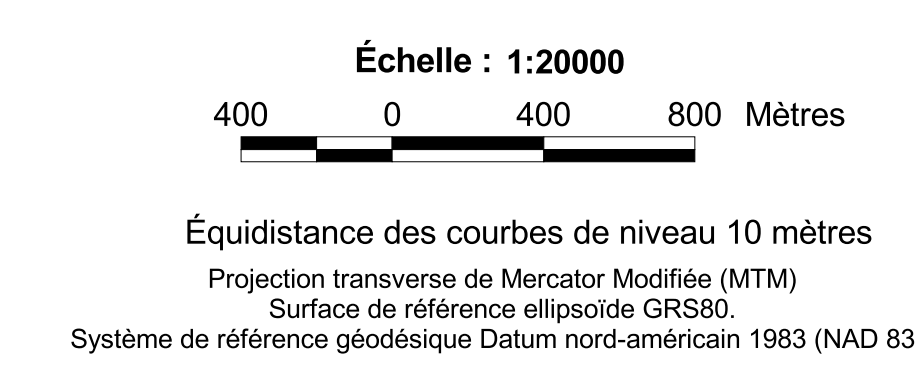 Échelle : 1:20000
400 0 400 800 Mètres
Équidistance des courbes de niveau 10 mètres
Projection transverse de Mercator Modifiée (MTM)
Surface de référence ellipsoïde GRS80.
Système de référence géodésique Datum nord-américain 1983 (NAD 83